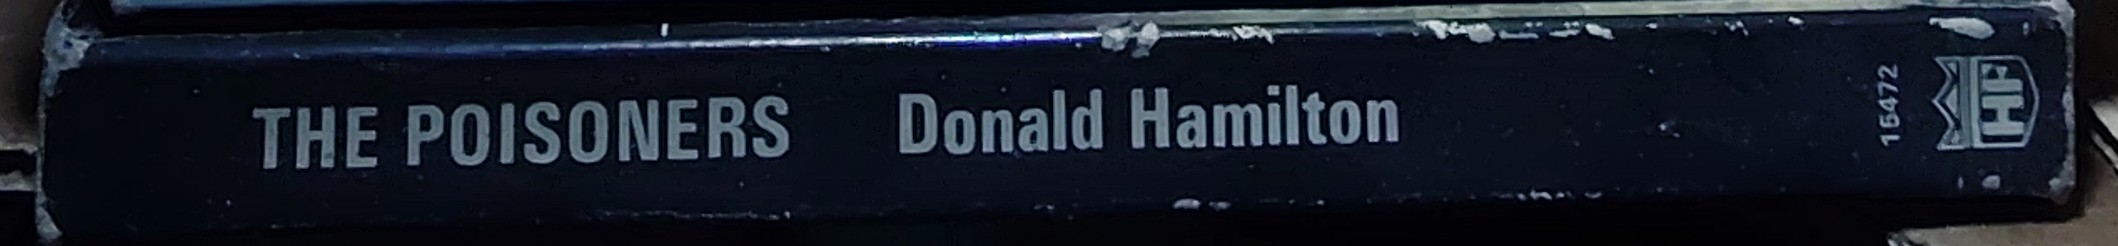 THE POISONERS Donald Hamilton
15472
HF